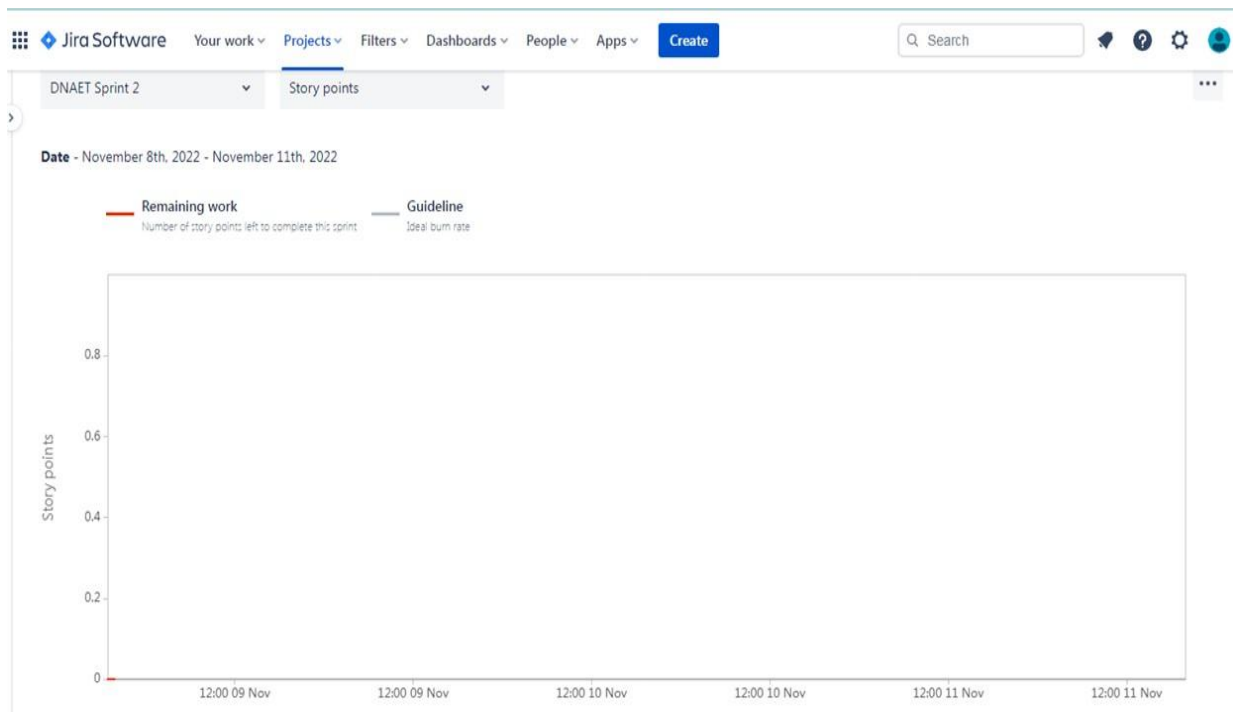 Jira Software Your work Projects Filters Dashboards People Apps Create Search
DNAET Sprint 2 Story points
Date - November 8th, 2022 - November 11th, 2022
Remaining work Guideline
Number of story points left to complete this sprint Ideal burn rate
0.8
0.6
Story points
0.4
0.2
0
12:00 09 Nov 12:00 09 Nov 12:00 10 Nov 12:00 10 Nov 12:00 11 Nov 12:00 11 Nov